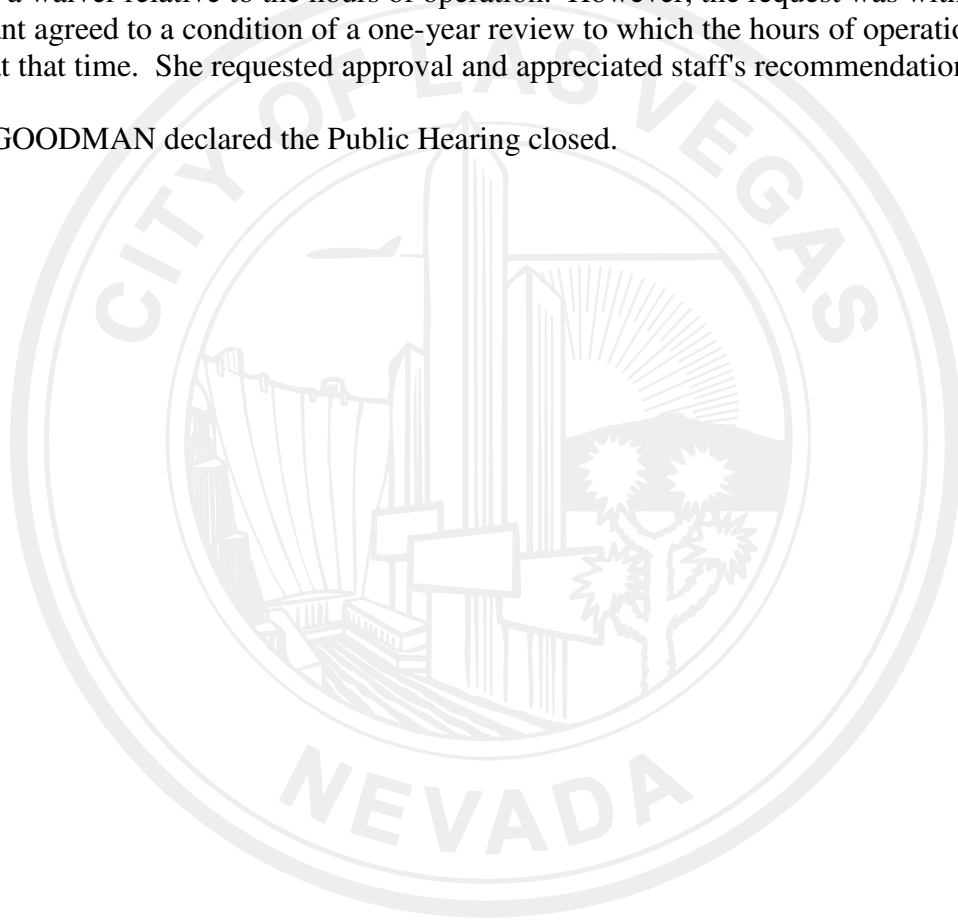 a waiver relative to the hours of operation. However, the request was with
ant agreed to a condition of a one-year review to which the hours of operatio
at that time.  She requested approval and appreciated staff's recommendation
GOODMAN declared the Public Hearing closed.
CITY OF LAS VEGAS
NEVADA